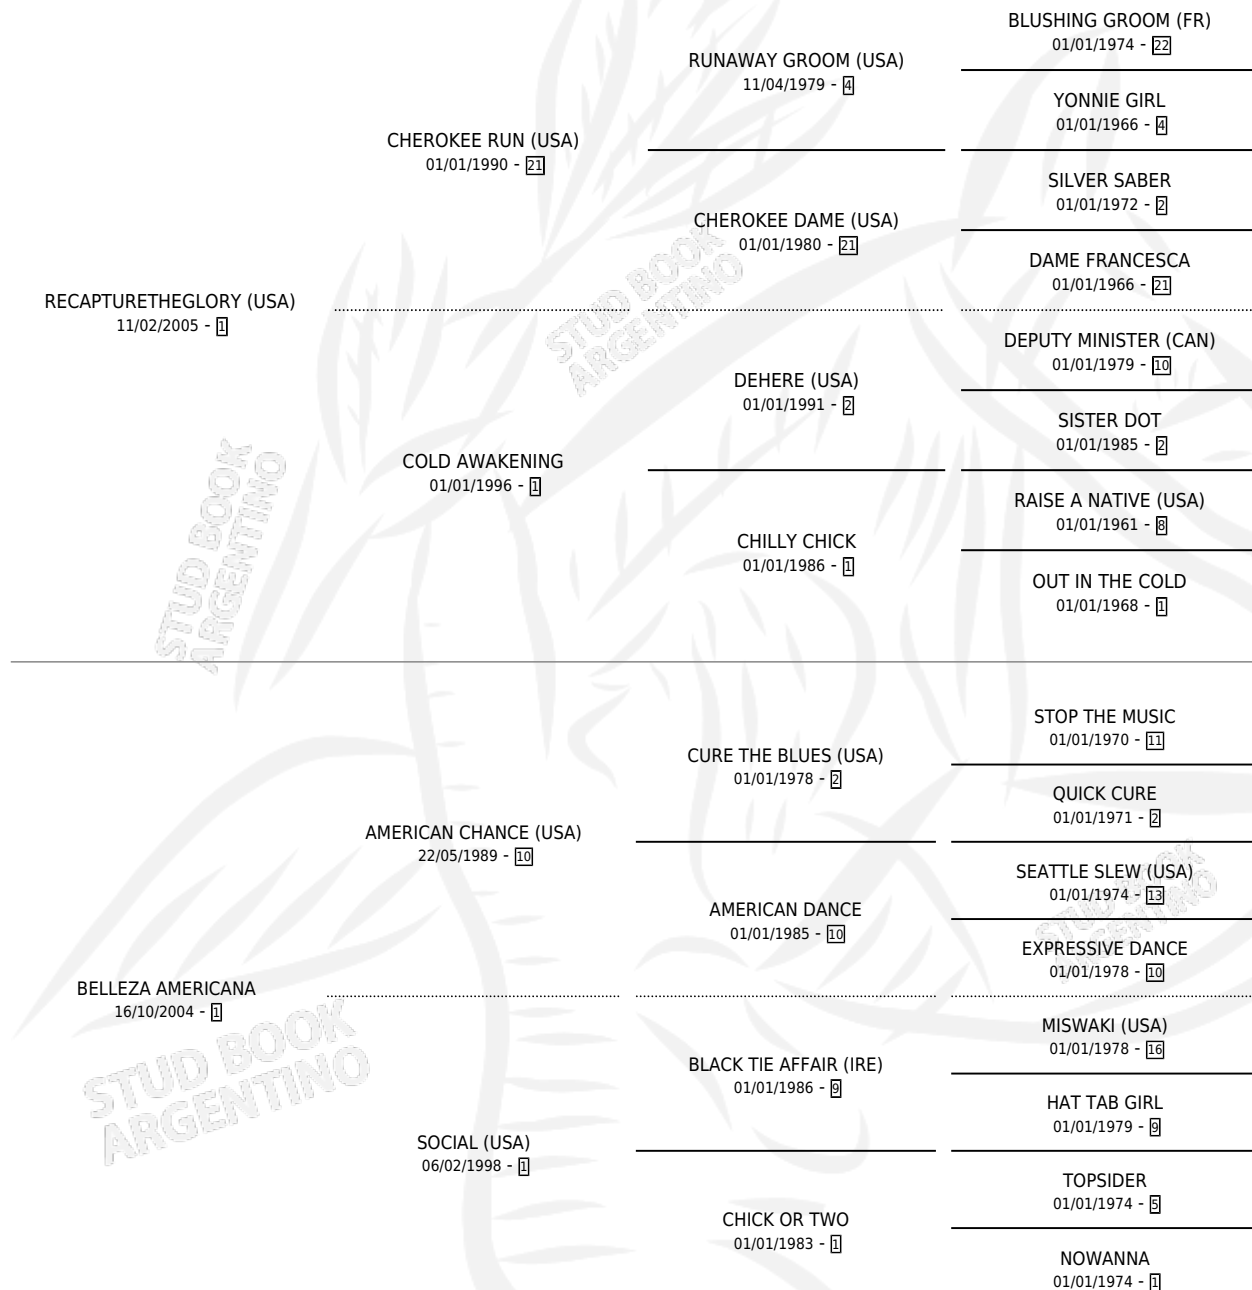 BLUSHING GROOM (FR)
01/01/1974 - 22
RUNAWAY GROOM (USA)
11/04/1979 - 4
YONNIE GIRL
01/01/1966 - 4
CHEROKEE RUN (USA)
01/01/1990 - 21
SILVER SABER
01/01/1972 - 2
CHEROKEE DAME (USA)
01/01/1980 - 21
DAME FRANCESCA
01/01/1966 - 21
RECAPTURETHEGLORY (USA)
11/02/2005 - 1
DEPUTY MINISTER (CAN)
01/01/1979 - 10
DEHERE (USA)
01/01/1991 - 2
SISTER DOT
01/01/1985 - 2
COLD AWAKENING
01/01/1996 - 1
RAISE A NATIVE (USA)
01/01/1961 - 8
CHILLY CHICK
01/01/1986 - 1
OUT IN THE COLD
01/01/1968 - 1
STOP THE MUSIC
01/01/1970 - 11
CURE THE BLUES (USA)
01/01/1978 - 2
QUICK CURE
01/01/1971 - 2
AMERICAN CHANCE (USA)
22/05/1989 - 10
SEATTLE SLEW (USA)
01/01/1974 - 13
AMERICAN DANCE
01/01/1985 - 10
EXPRESSIVE DANCE
01/01/1978 - 10
BELLEZA AMERICANA
16/10/2004 - 1
MISWAKI (USA)
01/01/1978 - 16
BLACK TIE AFFAIR (IRE)
01/01/1986 - 9
HAT TAB GIRL
01/01/1979 - 9
SOCIAL (USA)
06/02/1998 - 1
TOPSIDER
01/01/1974 - 5
CHICK OR TWO
01/01/1983 - 1
NOWANNA
01/01/1974 - 1
STUD BOOK
ARGENTINO
STUD BOOK
ARGENTINO
STUD BOOK
ARGENTINO
STUD BOOK
ARGENTINO